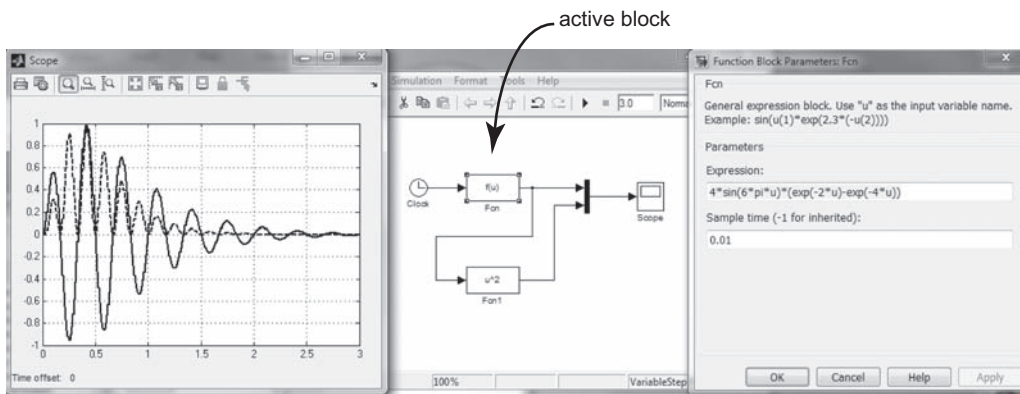 active block
Scope
1
0.8
0.6
0.4
0.2
0
-0.2
-0.4
-0.6
-0.8
-1
0 0.5 1 1.5 2 2.5 3
Time offset: 0
Simulation Format Tools Help
3.0 Norma
Clock
f(u)
Fcn
Scope
u^2
Fcn1
100% VariableStep
Function Block Parameters: Fcn
Fcn
General expression block. Use "u" as the input variable name.
Example: sin(u(1)*exp(2.3*(-u(2))))
Parameters
Expression:
4*sin(6*pi*u)*(exp(-2*u)-exp(-4*u))
Sample time (-1 for inherited):
0.01
OK Cancel Help Apply